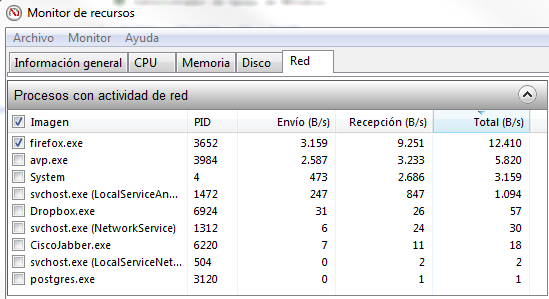 Monitor de recursos
Archivo Monitor Ayuda
Información general CPU Memoria Disco Red
Procesos con actividad de red
Imagen PID Envío (B/s) Recepción (B/s) Total (B/s)
firefox.exe 3652 3.159 9.251 12.410
avp.exe 3984 2.587 3.233 5.820
System 4 473 2.686 3.159
svchost.exe (LocalServiceAn... 1472 247 847 1.094
Dropbox.exe 6924 31 26 57
svchost.exe (NetworkService) 1312 6 24 30
CiscoJabber.exe 6220 7 11 18
svchost.exe (LocalServiceNet... 504 0 2 2
postgres.exe 3120 0 1 1